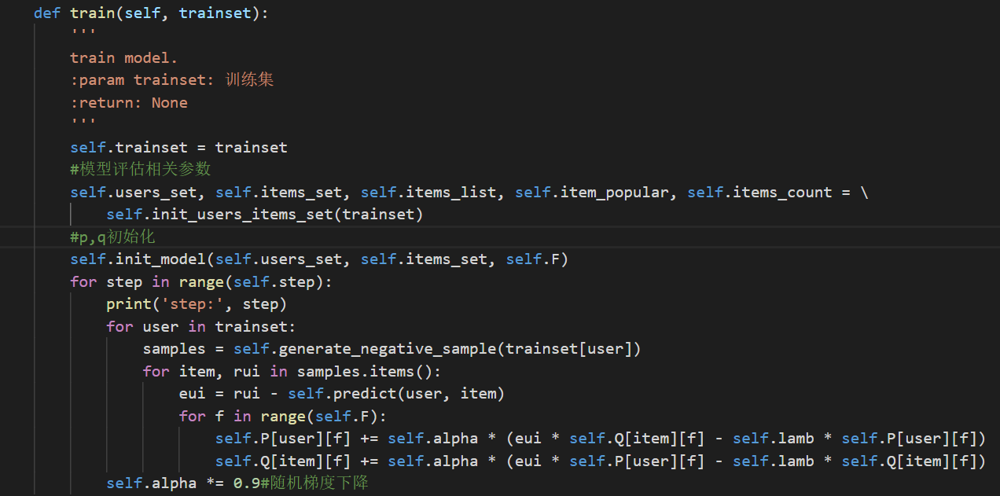 def train(self, trainset):
'''
train model.
:param trainset: 训练集
:return: None
'''
self.trainset = trainset
#模型评估相关参数
self.users_set, self.items_set, self.items_list, self.item_popular, self.items_count = \
self.init_users_items_set(trainset)
#p,q初始化
self.init_model(self.users_set, self.items_set, self.F)
for step in range(self.step):
print('step:', step)
for user in trainset:
samples = self.generate_negative_sample(trainset[user])
for item, rui in samples.items():
eui = rui - self.predict(user, item)
for f in range(self.F):
self.P[user][f] += self.alpha * (eui * self.Q[item][f] - self.lamb * self.P[user][f])
self.Q[item][f] += self.alpha * (eui * self.P[user][f] - self.lamb * self.Q[item][f])
self.alpha *= 0.9#随机梯度下降